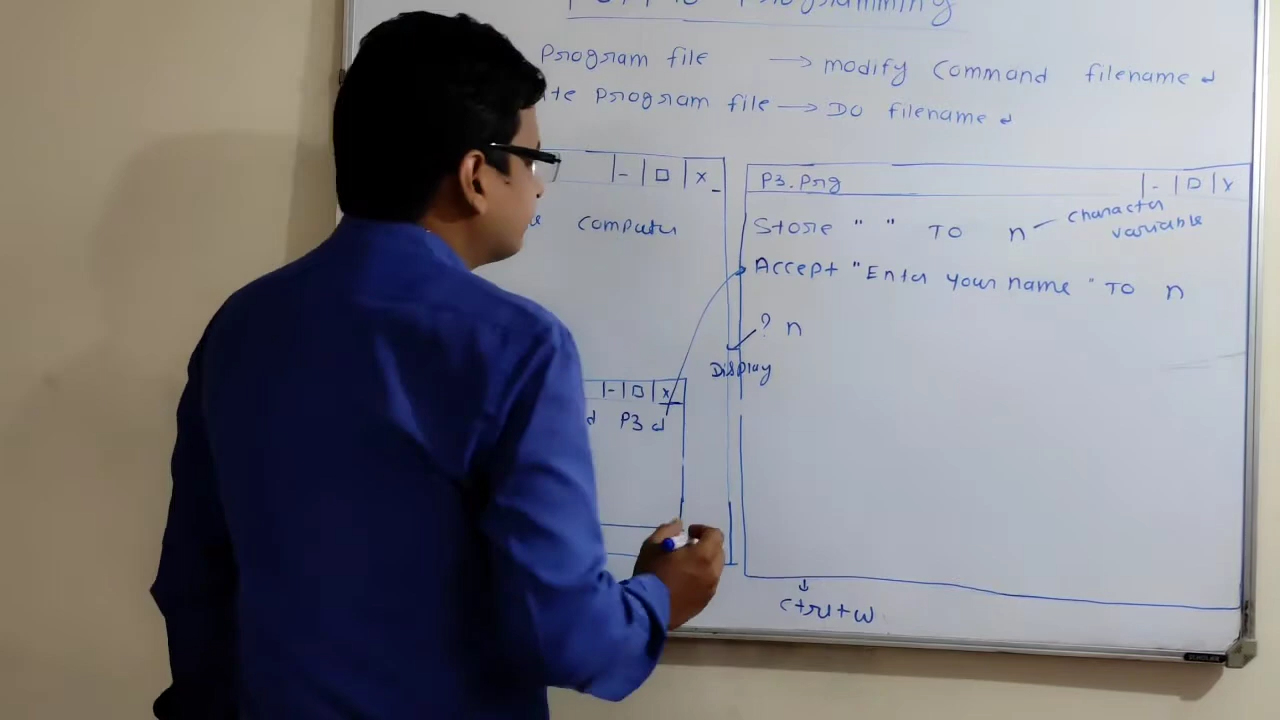 Programming
Program file → modify Command filename ↲
Program file → DO filename ↲
|-|□|x
computer
P3.Prg |-|□|x
Store " " TO n character
variable
Accept "Enter your name" TO n
? n
Display
|-|□|x
P3 ↲
↓
ctrl+w